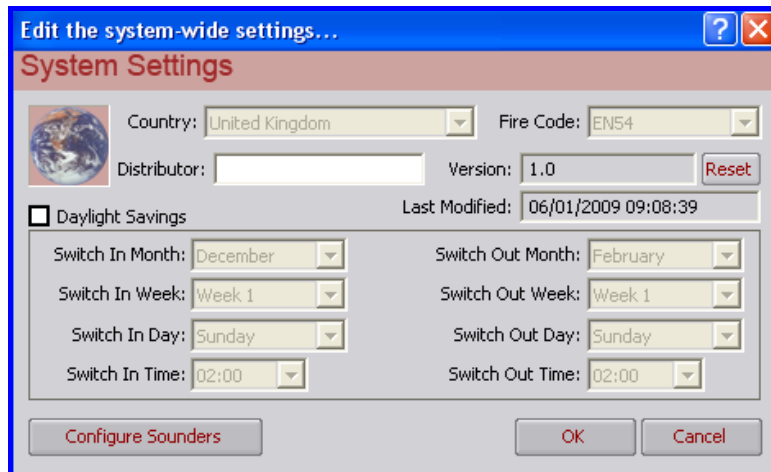 Edit the system-wide settings...
System Settings
Country: United Kingdom Fire Code: EN54
Distributor: Version: 1.0 Reset
Last Modified: 06/01/2009 09:08:39
Daylight Savings
Switch In Month: December Switch Out Month: February
Switch In Week: Week 1 Switch Out Week: Week 1
Switch In Day: Sunday Switch Out Day: Sunday
Switch In Time: 02:00 Switch Out Time: 02:00
Configure Sounders OK Cancel